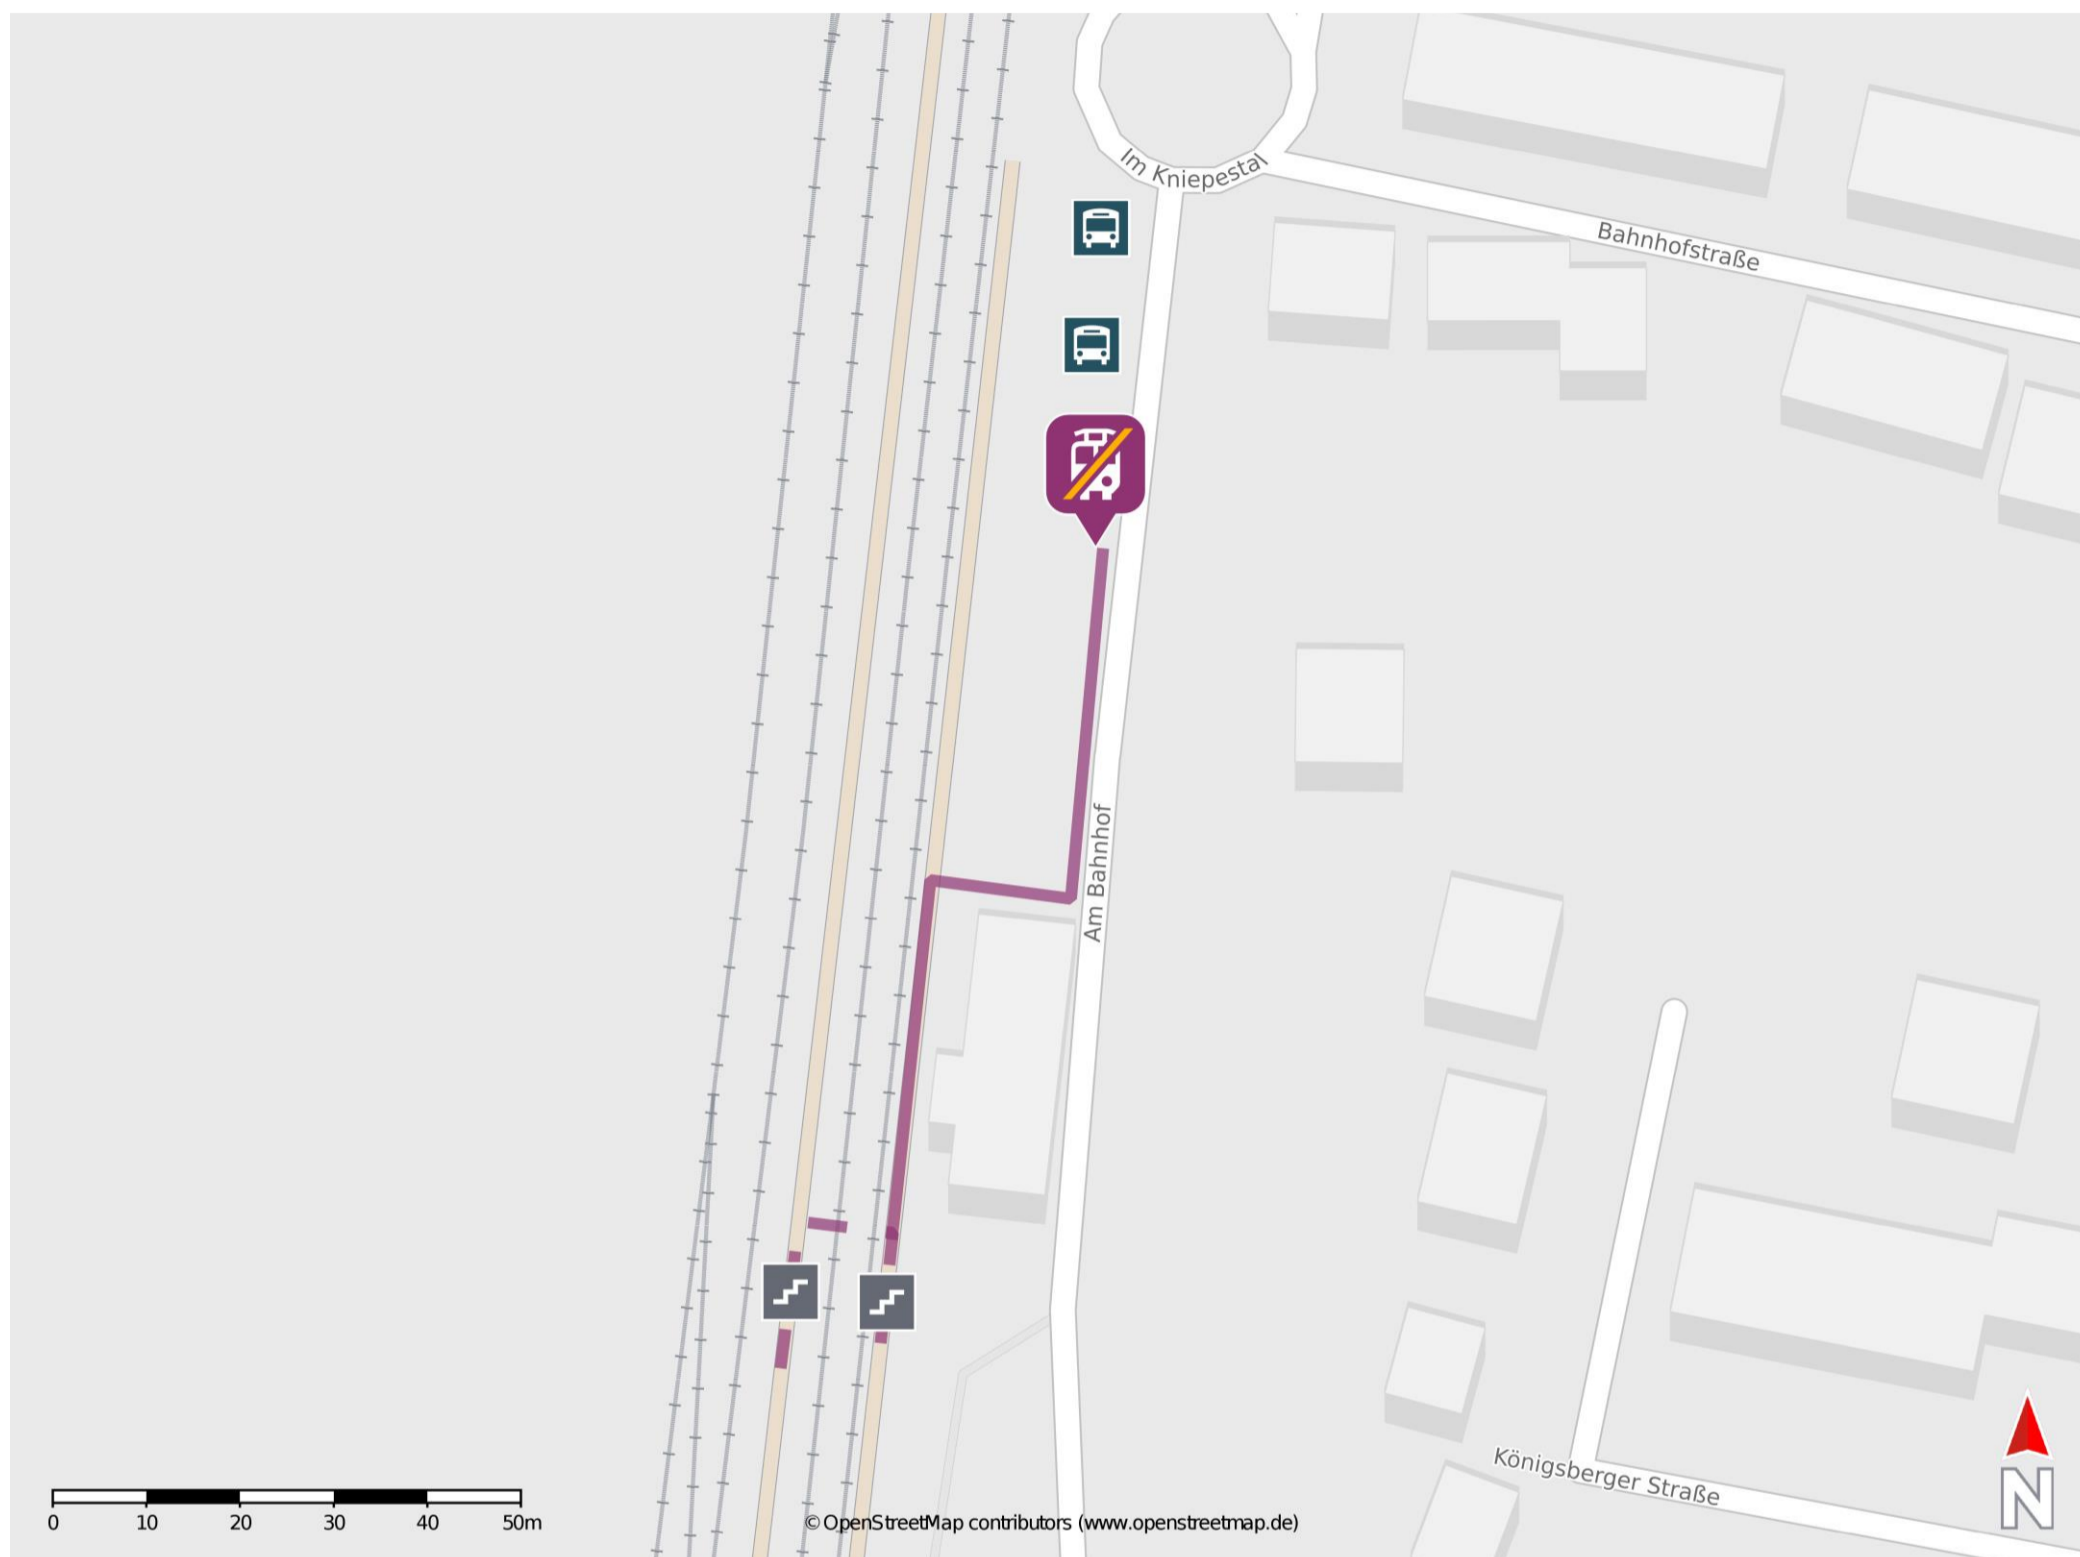 Im Kniepestal
Bahnhofstraße
Am Bahnhof
Königsberger Straße
0 10 20 30 40 50m
© OpenStreetMap contributors (www.openstreetmap.de)
N